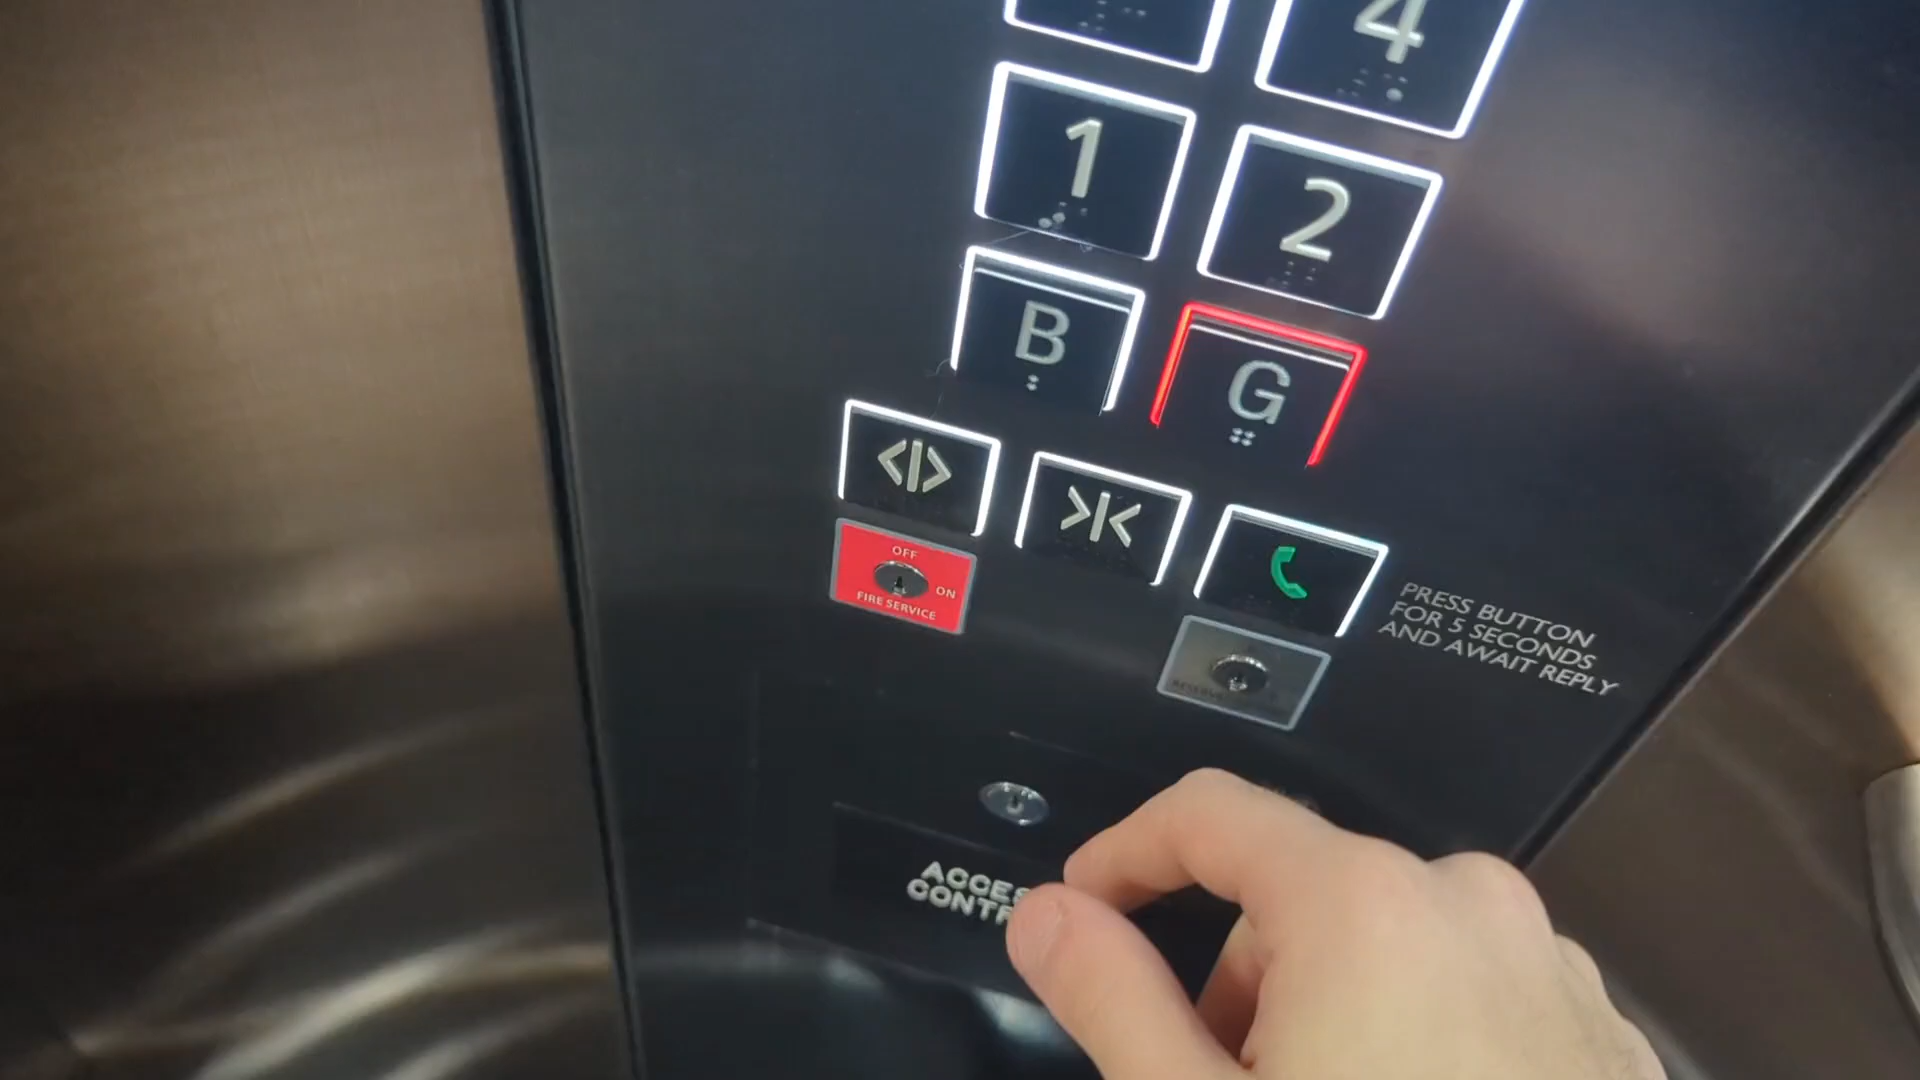 4
1
2
B
G
<|>
>|<
OFF
ON
FIRE SERVICE
PRESS BUTTON
FOR 5 SECONDS
AND AWAIT REPLY